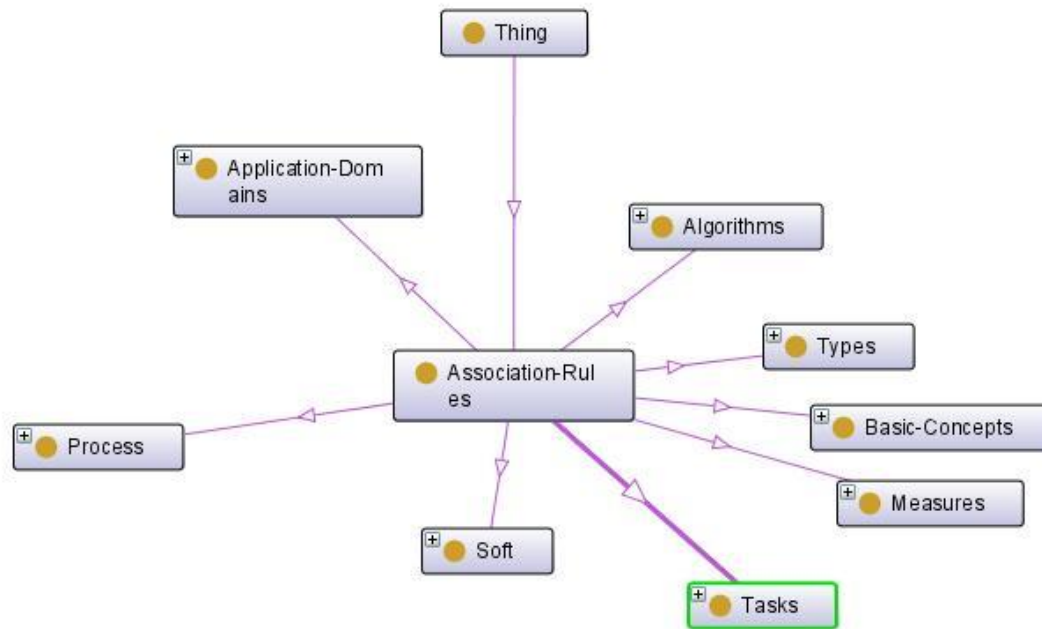 Thing
Application-Dom
ains
Algorithms
Types
Association-Rul
es
Basic-Concepts
Process
Measures
Soft
Tasks